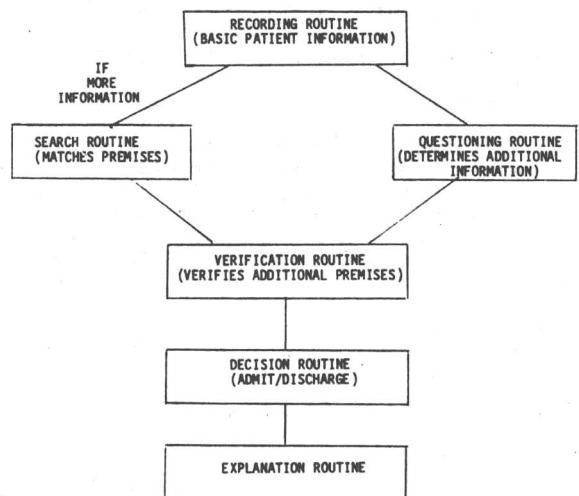 RECORDING ROUTINE
(BASIC PATIENT INFORMATION)
IF
MORE
INFORMATION
SEARCH ROUTINE
(MATCHES PREMISES)
QUESTIONING ROUTINE
(DETERMINES ADDITIONAL
INFORMATION)
VERIFICATION ROUTINE
(VERIFIES ADDITIONAL PREMISES)
DECISION ROUTINE
(ADMIT/DISCHARGE)
EXPLANATION ROUTINE